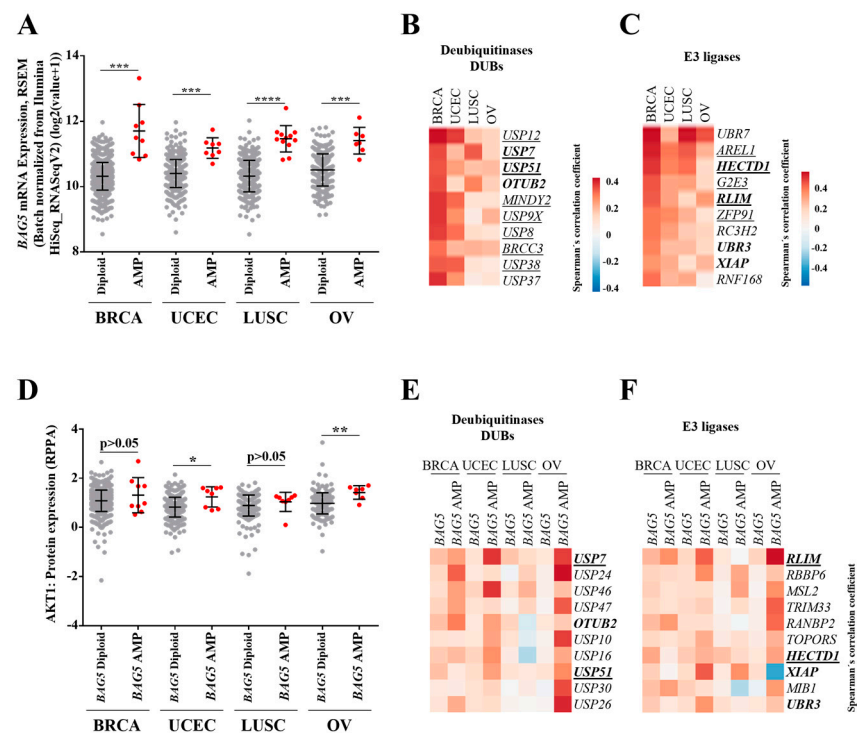 A
BAG5 mRNA Expression, RSEM
(Batch normalized from Ilumina
HiSeq_RNASeqV2) (log2(value+1))
14
12
10
8
***
***
****
***
Diploid
AMP
Diploid
AMP
Diploid
AMP
Diploid
AMP
BRCA
UCEC
LUSC
OV
B
Deubiquitinases
DUBs
BRCA
UCEC
LUSC
OV
USP12
USP7
USP51
OTUB2
MINDY2
USP9X
USP8
BRCC3
USP38
USP37
0.4
0.2
0
-0.2
-0.4
Spearman´s correlation coefficient
C
E3 ligases
BRCA
UCEC
LUSC
OV
UBR7
AREL1
HECTD1
G2E3
RLIM
ZFP91
RC3H2
UBR3
XIAP
RNF168
Spearman´s correlation coefficient
0.4
0.2
0
-0.2
-0.4
D
AKT1: Protein expression (RPPA)
4
2
0
-2
-4
p>0.05
*
p>0.05
**
BAG5 Diploid
BAG5 AMP
BAG5 Diploid
BAG5 AMP
BAG5 Diploid
BAG5 AMP
BAG5 Diploid
BAG5 AMP
BRCA
UCEC
LUSC
OV
E
Deubiquitinases
DUBs
BRCA UCEC LUSC OV
BAG5
BAG5 AMP
BAG5
BAG5 AMP
BAG5
BAG5 AMP
BAG5
BAG5 AMP
USP7
USP24
USP46
USP47
OTUB2
USP10
USP16
USP51
USP30
USP26
F
E3 ligases
BRCA UCEC LUSC OV
BAG5
BAG5 AMP
BAG5
BAG5 AMP
BAG5
BAG5 AMP
BAG5
BAG5 AMP
RLIM
RBBP6
MSL2
TRIM33
RANBP2
TOPORS
HECTD1
XIAP
MIB1
UBR3
Spearman´s correlation coefficient